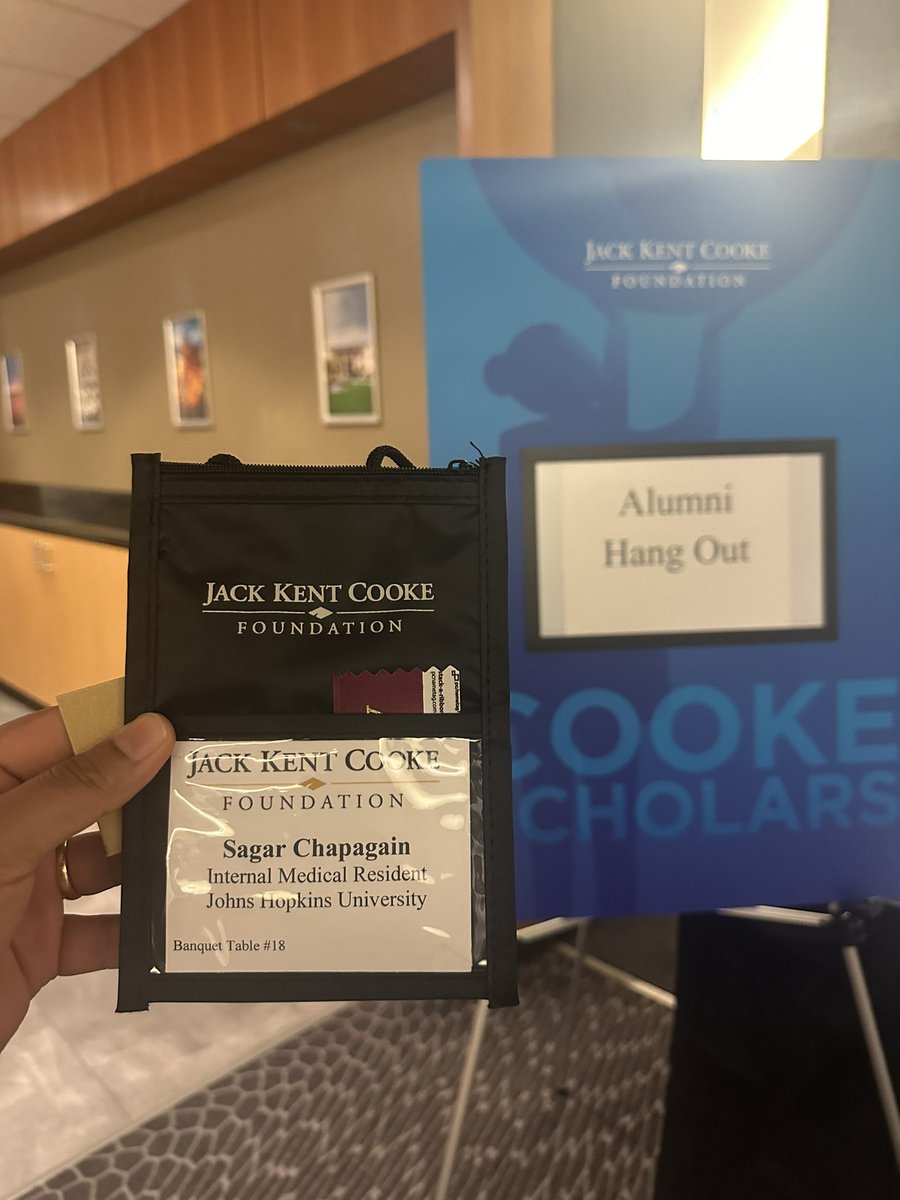 JACK KENT COOKE
FOUNDATION
Alumni
Hang Out
COOKE
CHOLARS
JACK KENT COOKE
FOUNDATION
JACK KENT COOKE
FOUNDATION
Sagar Chapagain
Internal Medical Resident
Johns Hopkins University
Banquet Table #18